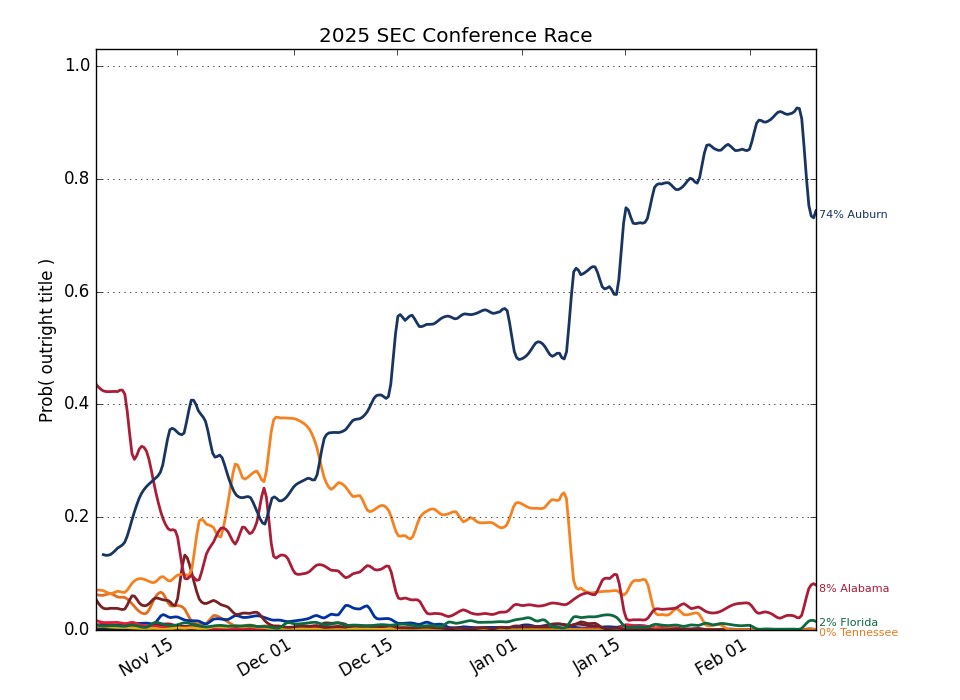 2025 SEC Conference Race
Prob( outright title )
1.0
0.8
0.6
0.4
0.2
0.0
74% Auburn
8% Alabama
2% Florida
0% Tennessee
Nov 15
Dec 01
Dec 15
Jan 01
Jan 15
Feb 01